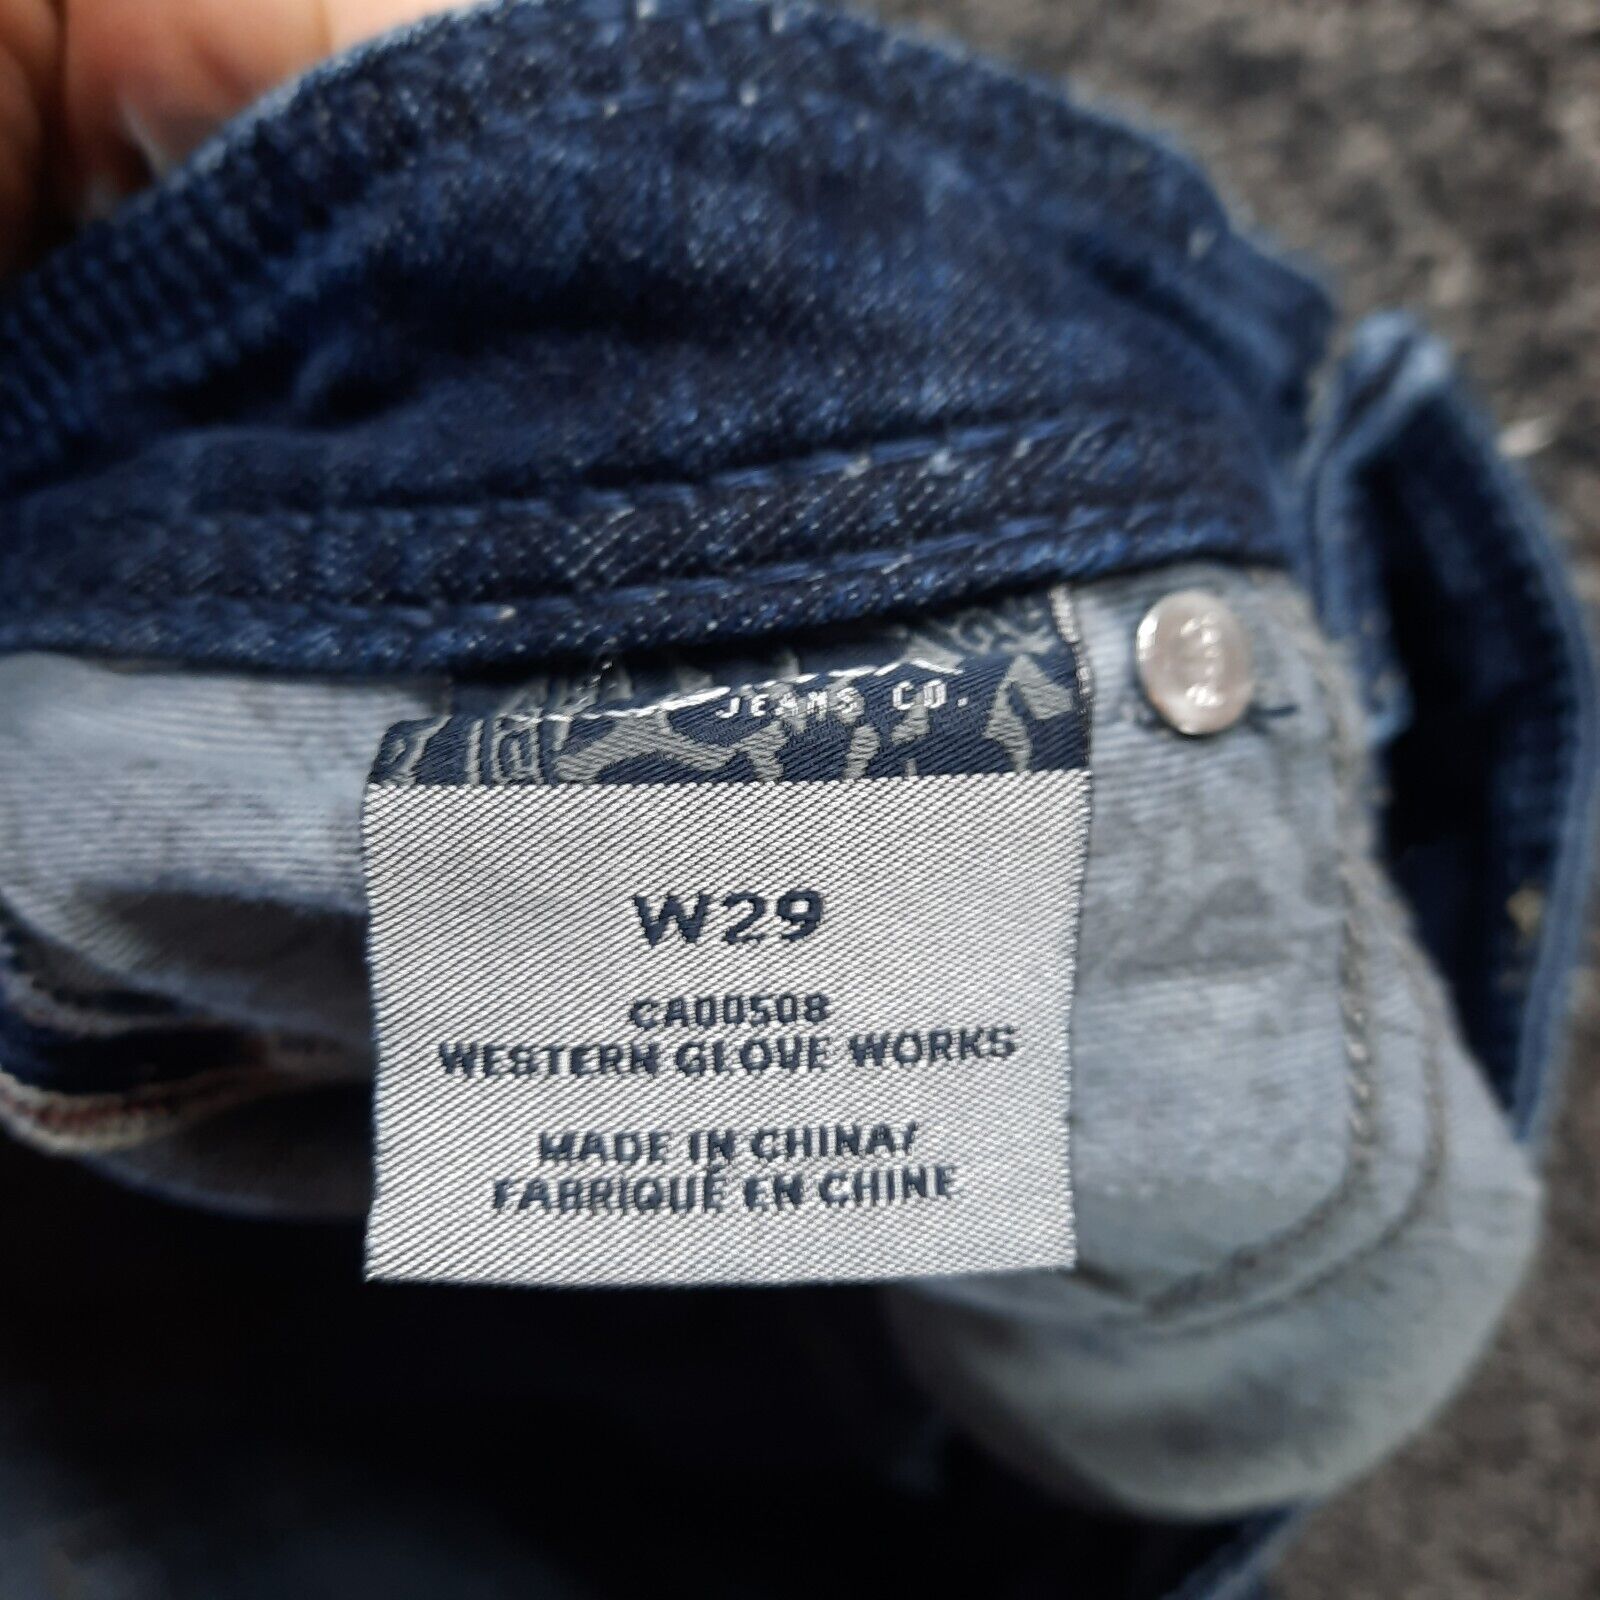 JEANS CO.
W29
CA00508
WESTERN GLOVE WORKS
MADE IN CHINA/
FABRIQUÉ EN CHINE